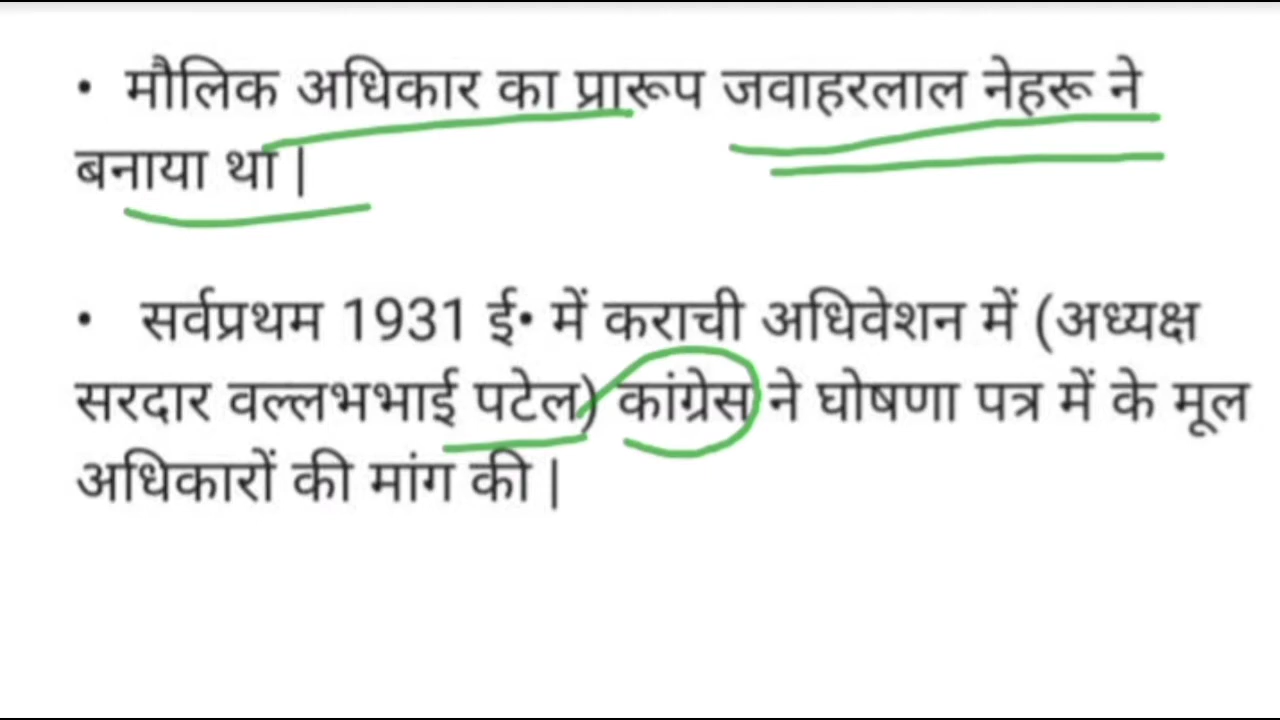 • मौलिक अधिकार का प्रारूप जवाहरलाल नेहरू ने
बनाया था |
• सर्वप्रथम 1931 ई• में कराची अधिवेशन में (अध्यक्ष
सरदार वल्लभभाई पटेल) कांग्रेस ने घोषणा पत्र में के मूल
अधिकारों की मांग की |